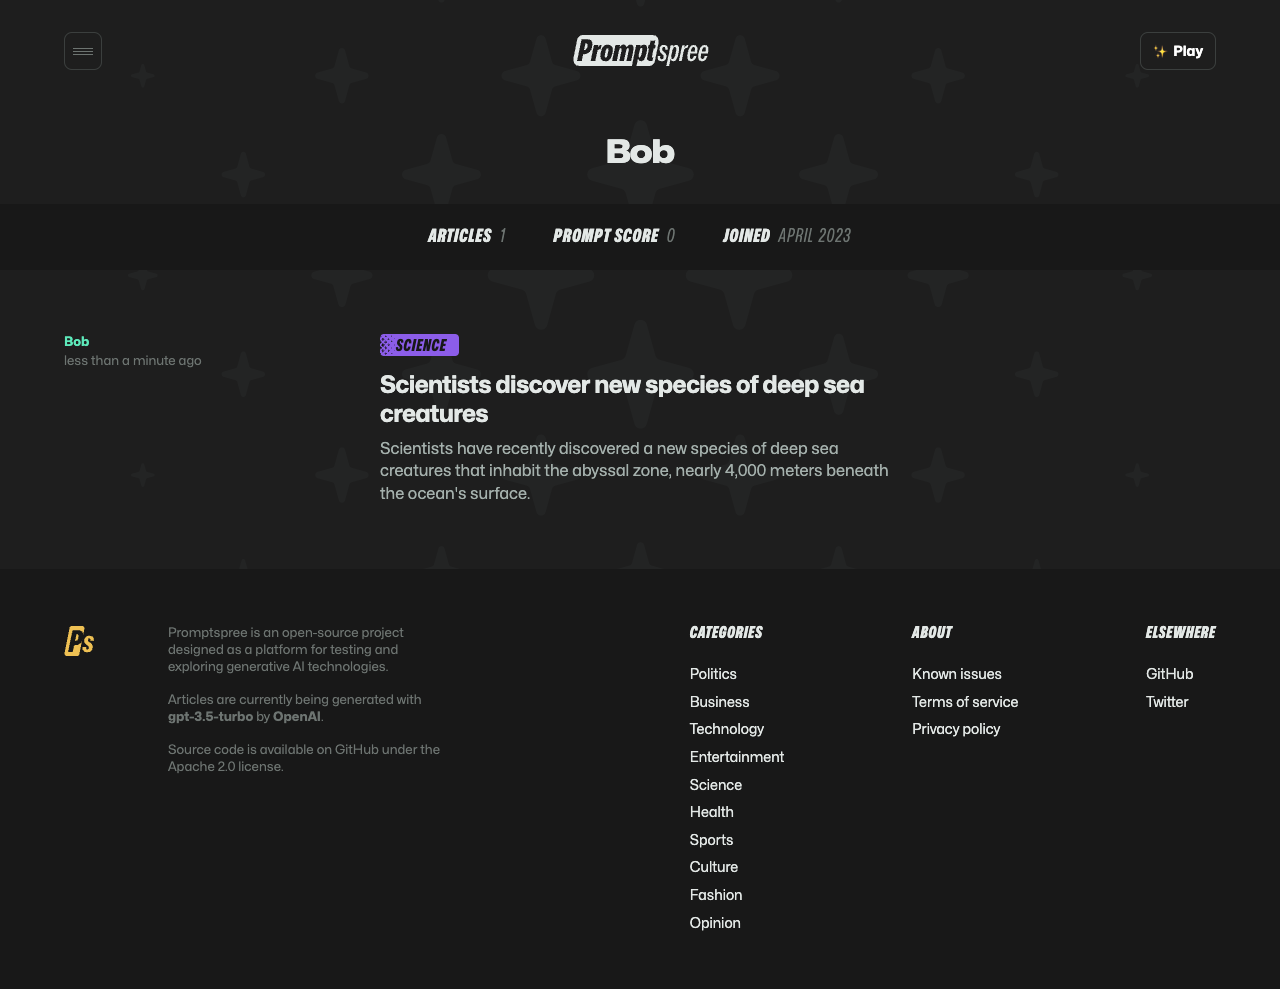 Promptspree
✨ Play
Bob
ARTICLES 1 PROMPT SCORE 0 JOINED APRIL 2023
Bob
less than a minute ago
SCIENCE
Scientists discover new species of deep sea
creatures
Scientists have recently discovered a new species of deep sea
creatures that inhabit the abyssal zone, nearly 4,000 meters beneath
the ocean's surface.
Ps
Promptspree is an open-source project
designed as a platform for testing and
exploring generative AI technologies.
Articles are currently being generated with
gpt-3.5-turbo by OpenAI.
Source code is available on GitHub under the
Apache 2.0 license.
CATEGORIES
Politics
Business
Technology
Entertainment
Science
Health
Sports
Culture
Fashion
Opinion
ABOUT
Known issues
Terms of service
Privacy policy
ELSEWHERE
GitHub
Twitter